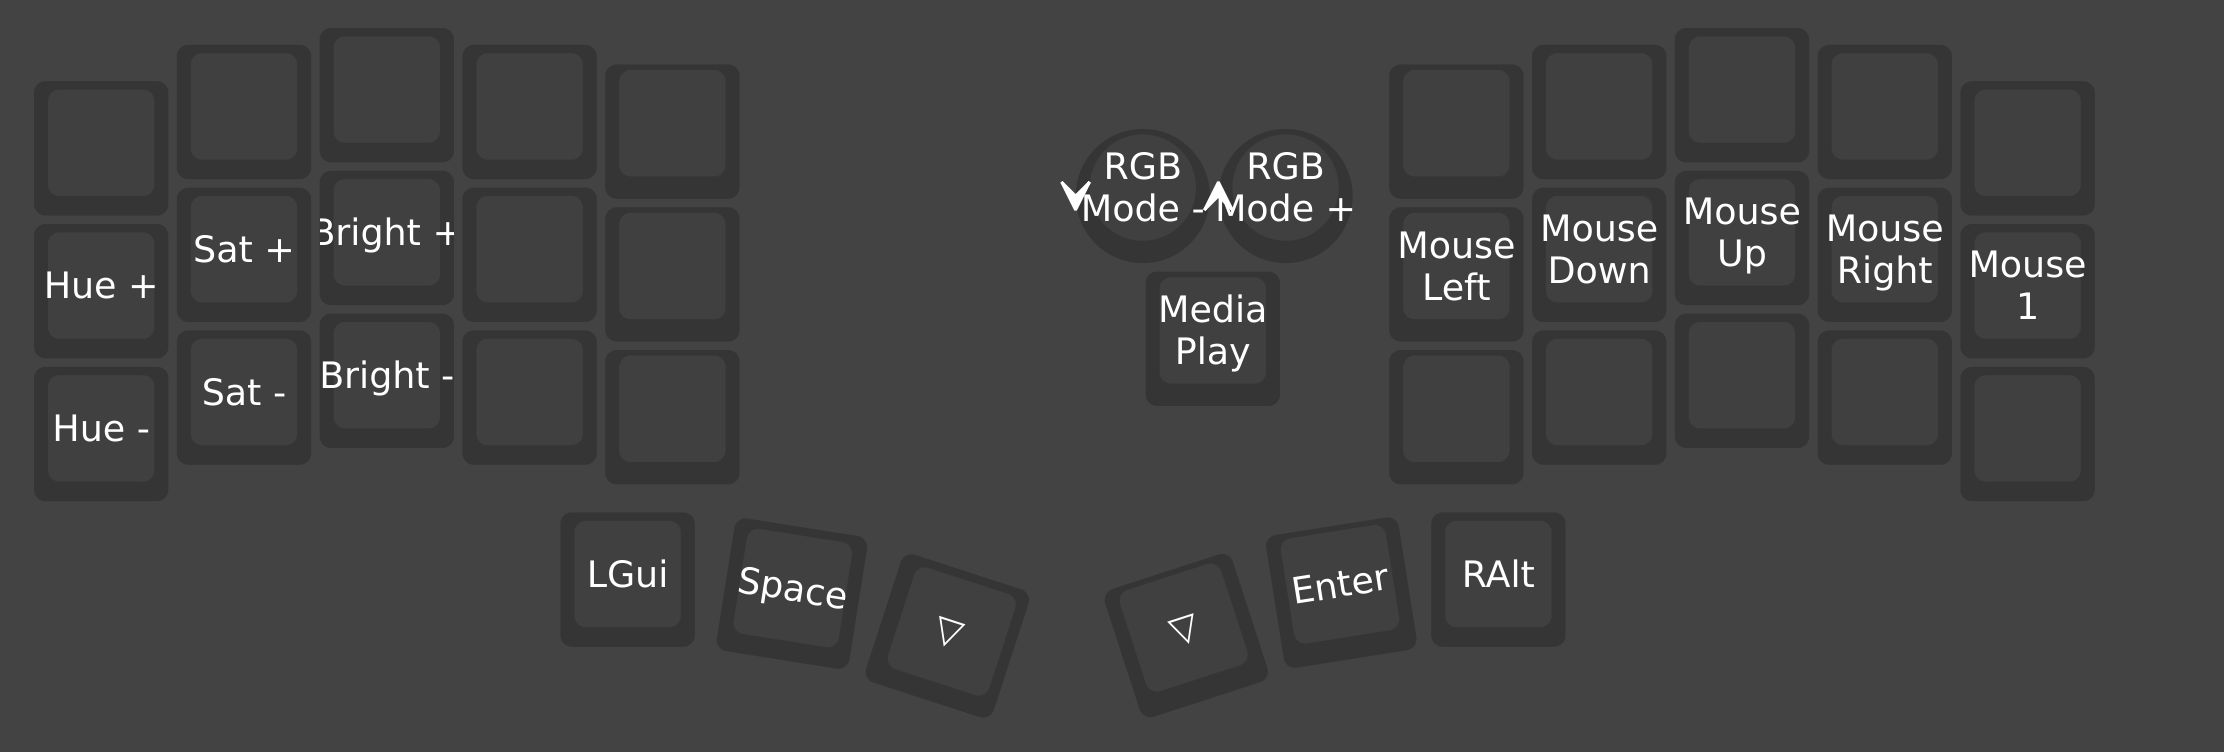 Hue +
Hue -
Sat +
Sat -
Bright +
Bright -
RGB
Mode -
RGB
Mode +
Media
Play
Mouse
Left
Mouse
Down
Mouse
Up
Mouse
Right
Mouse
1
LGui
Space
▽
▽
Enter
RAlt